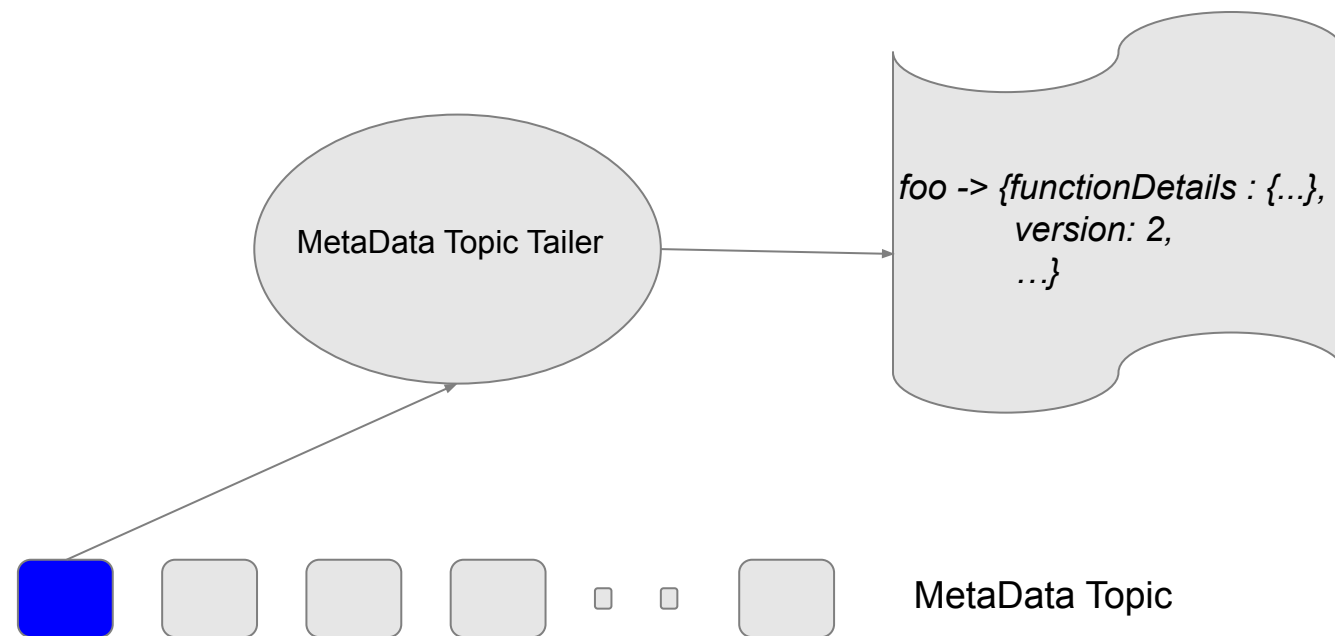 foo -> {functionDetails : {...},
version: 2,
…}
MetaData Topic Tailer
MetaData Topic